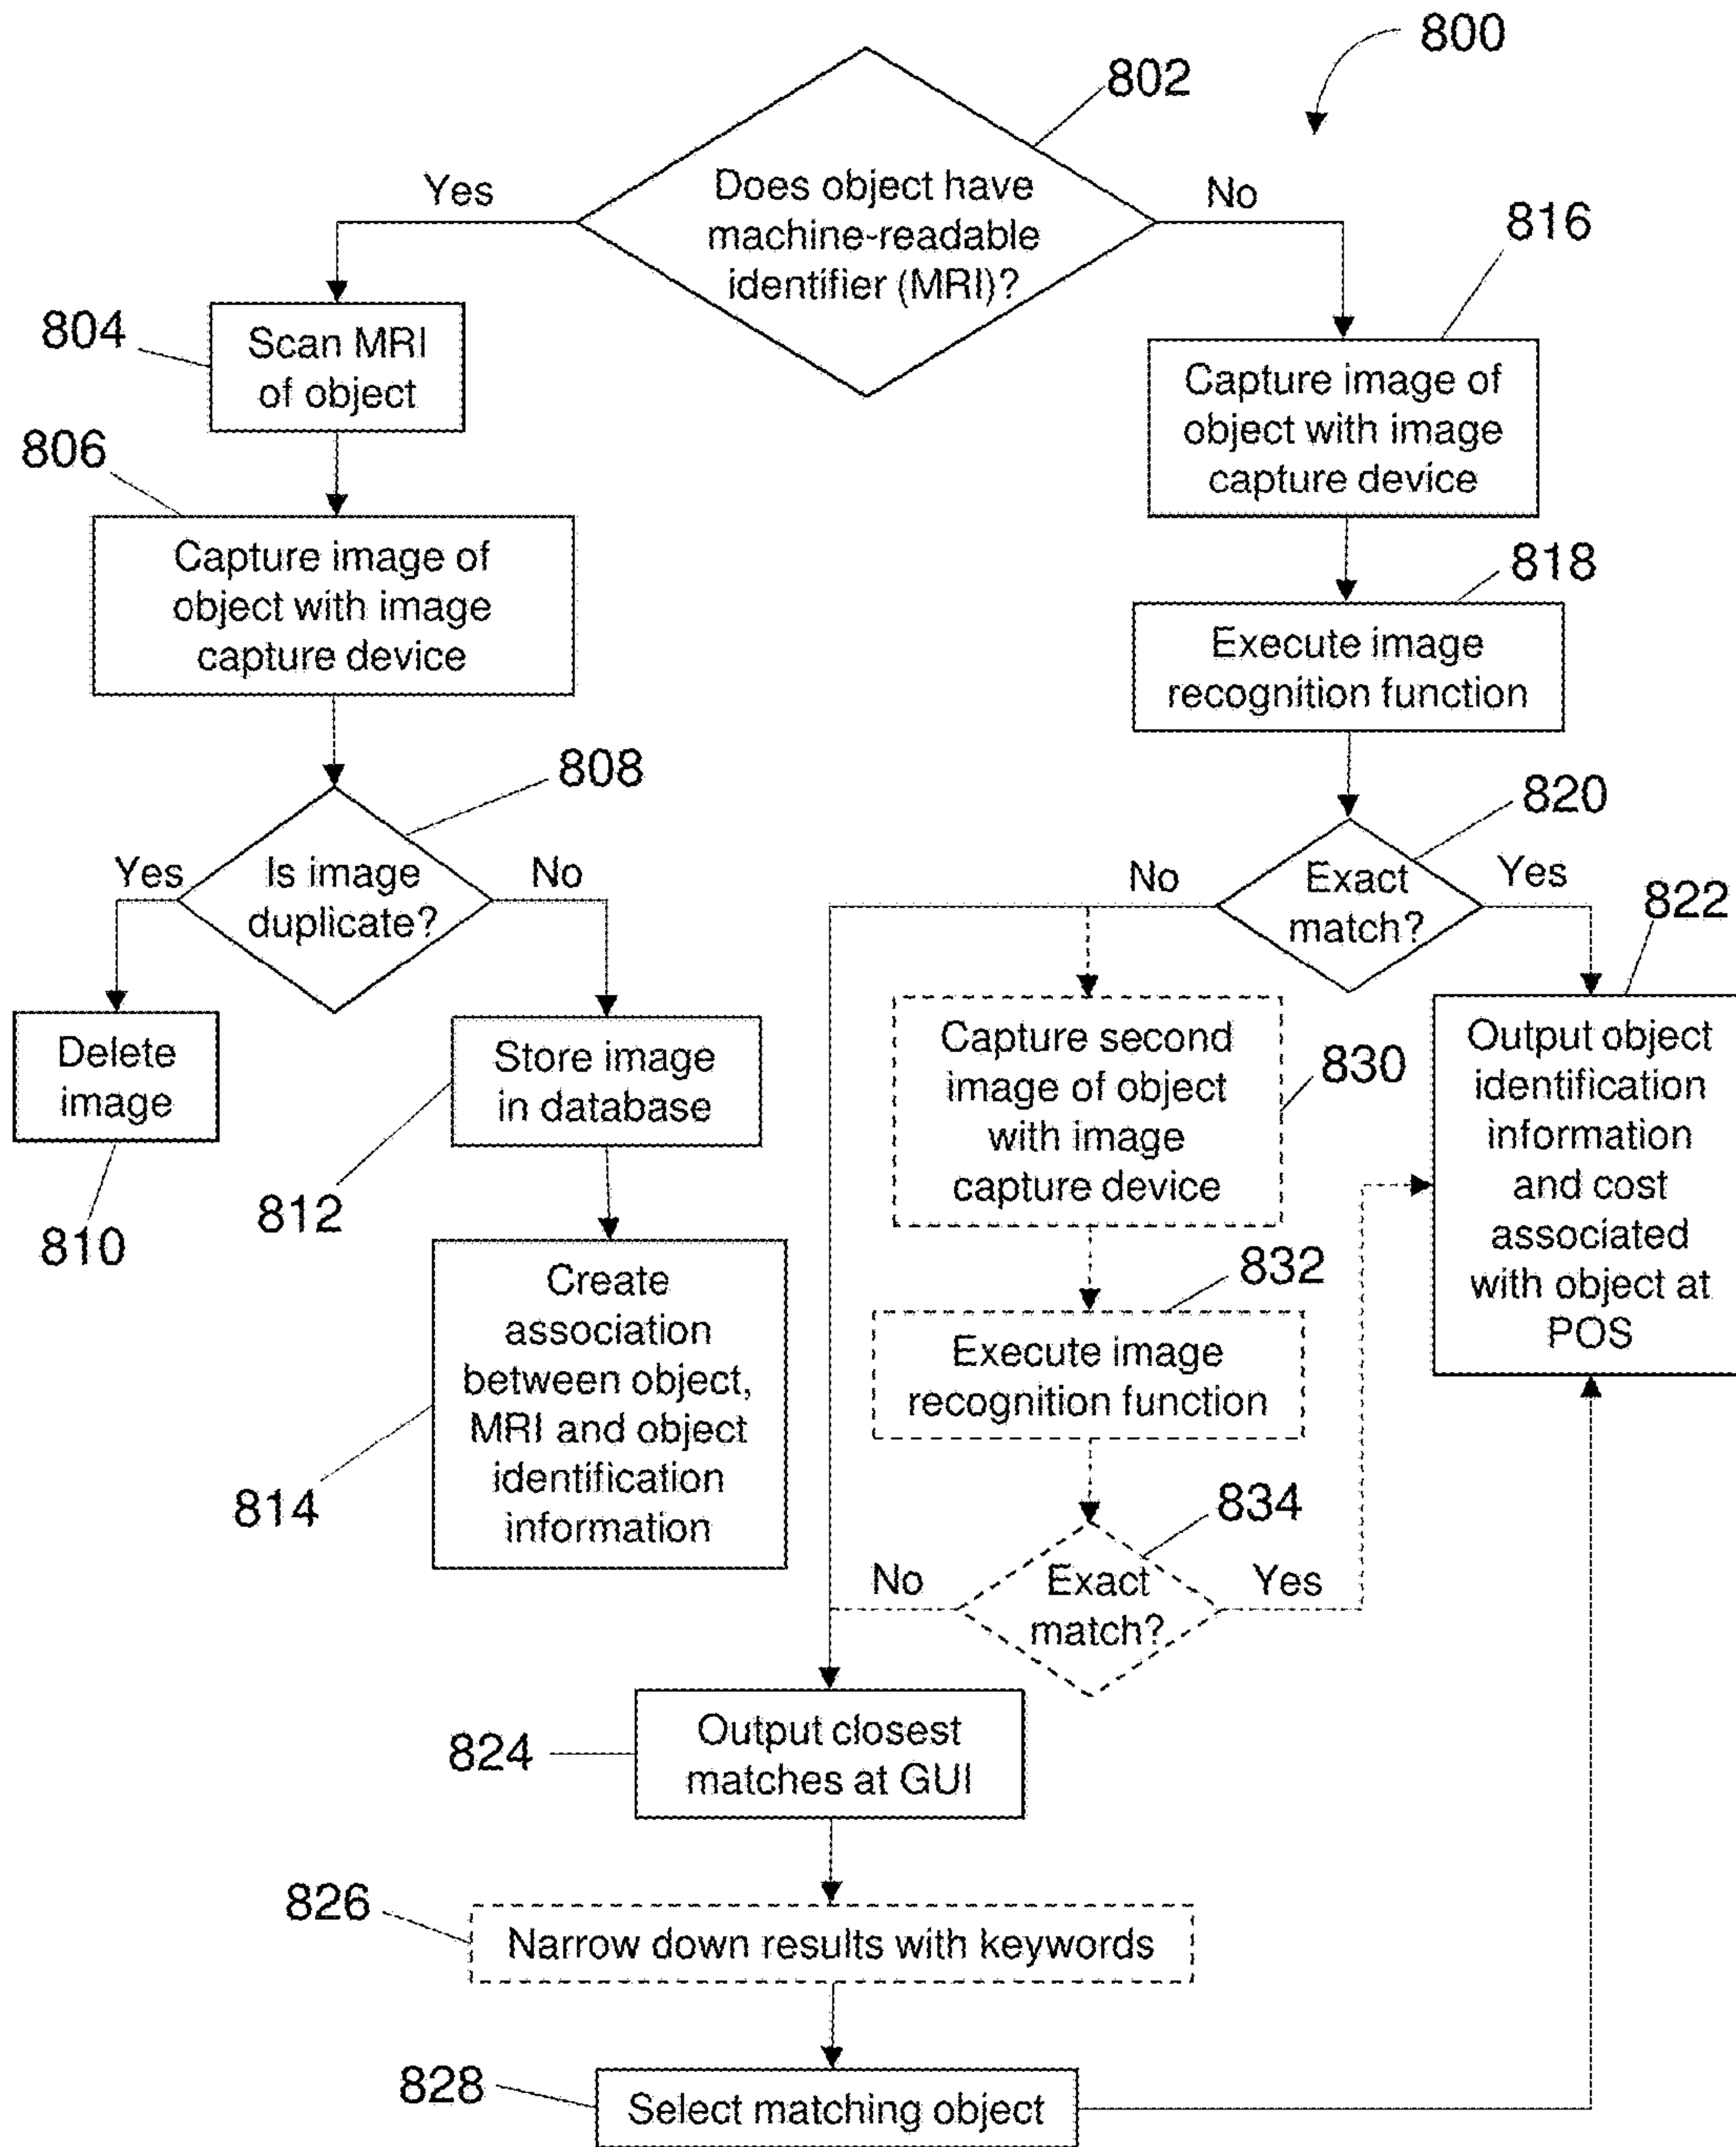 800
802
Does object have
machine-readable
identifier (MRI)?
Yes
No
804
Scan MRI
of object
816
Capture image of
object with image
capture device
806
Capture image of
object with image
capture device
818
Execute image
recognition function
808
Is image
duplicate?
Yes
No
820
Exact
match?
No
Yes
822
Output object
identification
information
and cost
associated
with object at
POS
Delete
image
810
Store image
in database
812
Capture second
image of object
with image
capture device
830
Create
association
between object,
MRI and object
identification
information
814
832
Execute image
recognition function
834
Exact
match?
No
Yes
824
Output closest
matches at GUI
826
Narrow down results with keywords
828
Select matching object